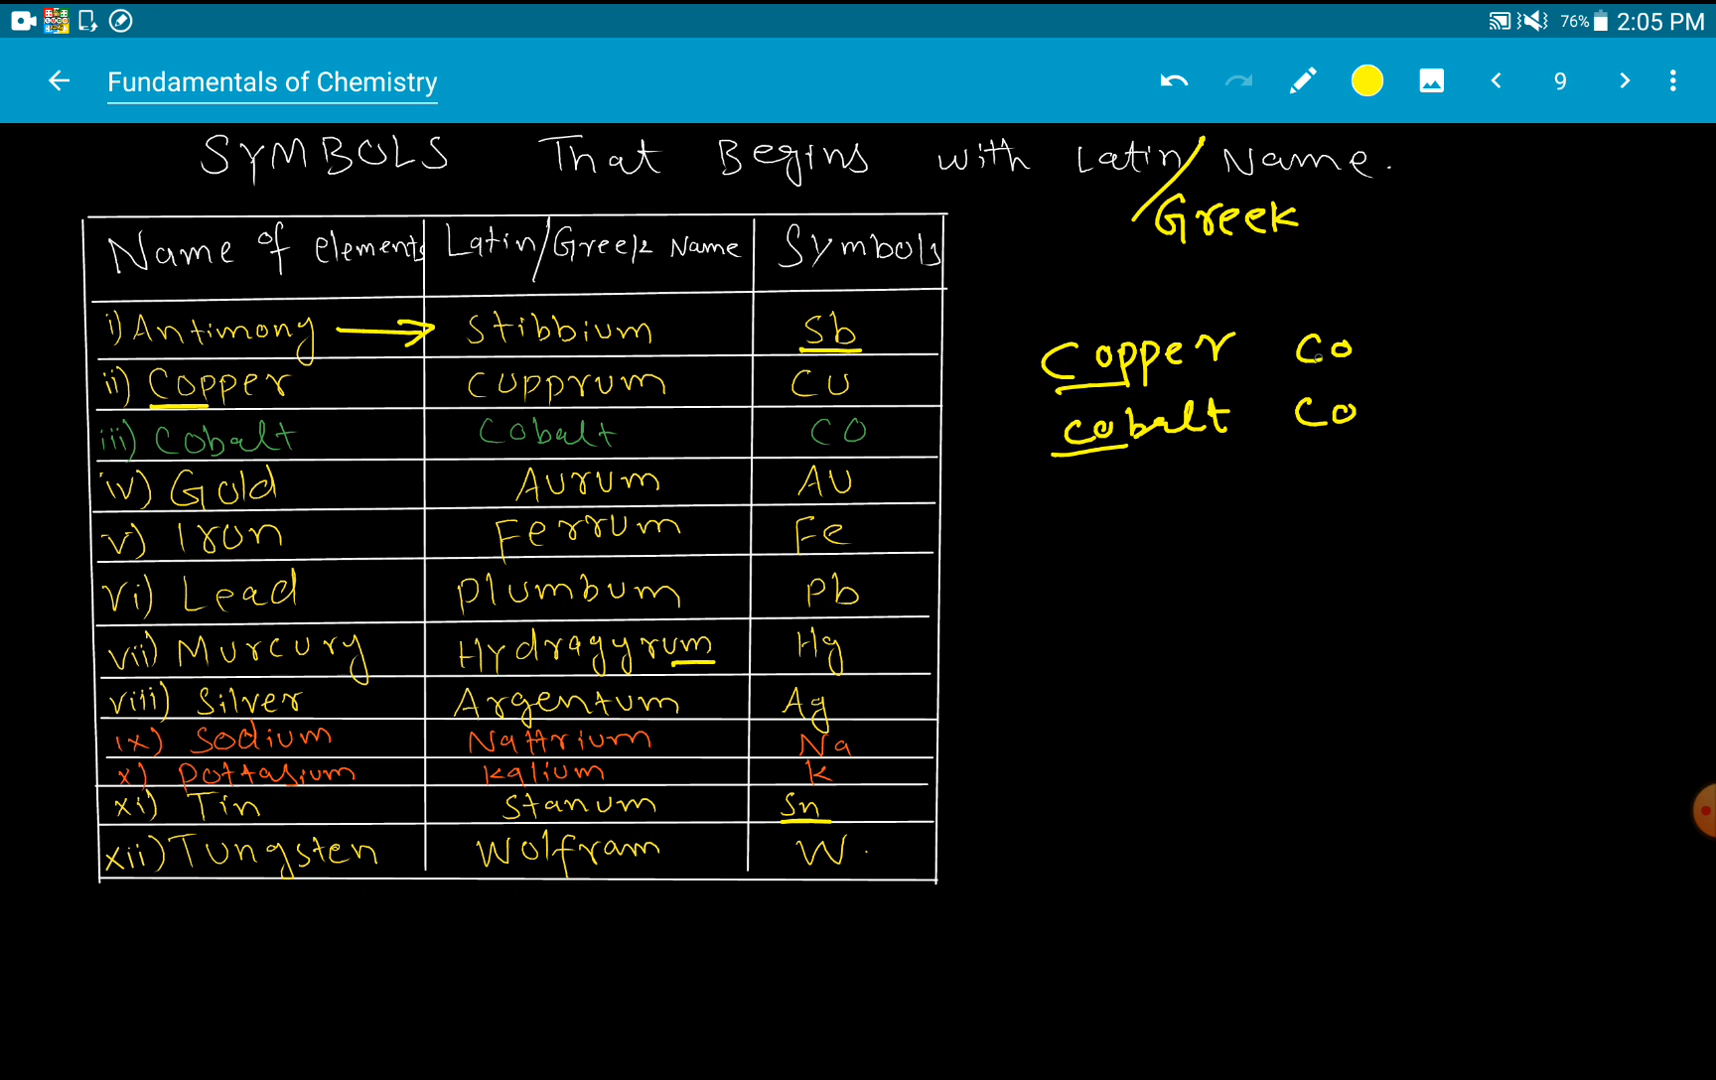 76% 2:05 PM
Fundamentals of Chemistry 9
SYMBOLS That Begins with Latin/ Name.
Greek
Name of elements Latin/Greek Name Symbols
i) Antimony Stibbium Sb
ii) Copper Cupprum CU
iii) Cobalt Cobalt CO
iv) Gold Aurum AU
v) Iron Ferrum Fe
vi) Lead Plumbum Pb
vii) Murcury Hydragyrum Hg
viii) Silver Argentum Ag
ix) Sodium Nattrium Na
x) Pottasium Kalium K
xi) Tin Stanum Sn
xii) Tungsten Wolfram W.
Copper Co
Cobalt Co